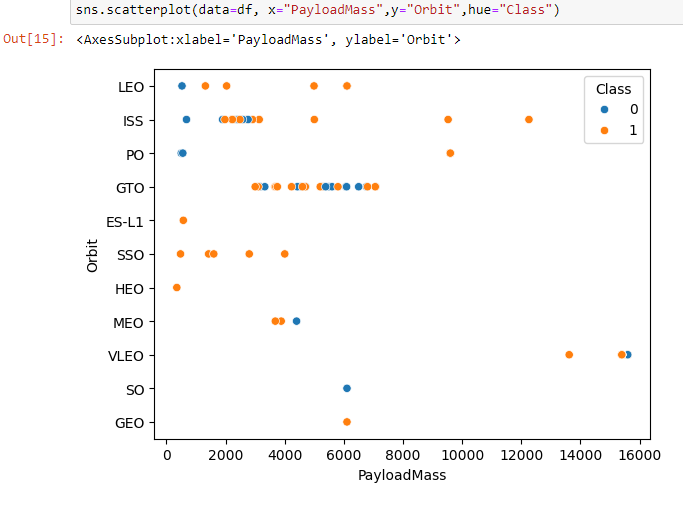 sns.scatterplot(data=df, x="PayloadMass",y="Orbit",hue="Class")
Out[15]: <AxesSubplot:xlabel='PayloadMass', ylabel='Orbit'>
Class
0
1
LEO
ISS
PO
GTO
ES-L1
SSO
HEO
MEO
VLEO
SO
GEO
Orbit
0 2000 4000 6000 8000 10000 12000 14000 16000
PayloadMass